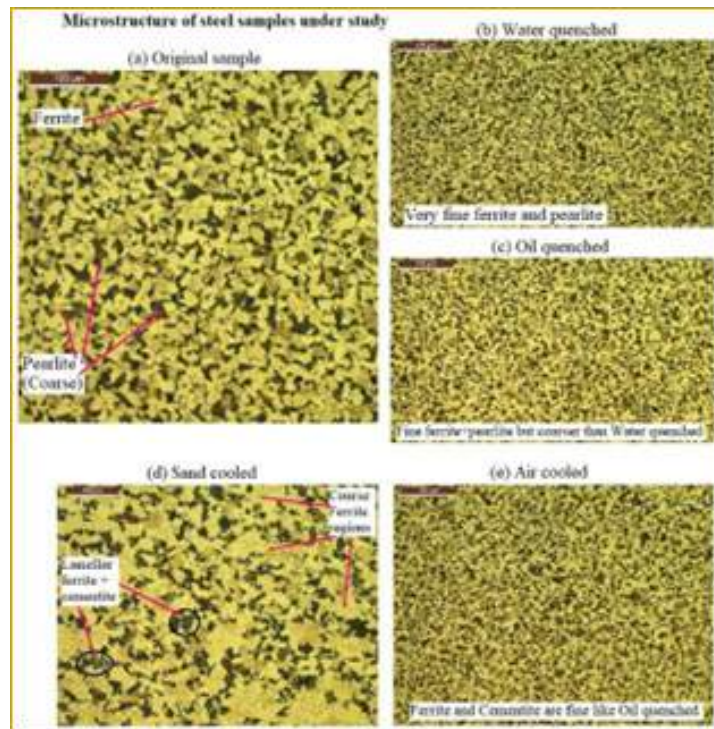 Microstructure of steel samples under study
(a) Original sample
Ferrite
Pearlite
(Coarse)
(b) Water quenched
Very fine ferrite and pearlite
(c) Oil quenched
Fine ferrite+pearlite but coarser than Water quenched
(d) Sand cooled
Coarse
Ferrite
regions
Lamellar
ferrite +
cementite
(e) Air cooled
Ferrite and Cementite are fine like Oil quenched